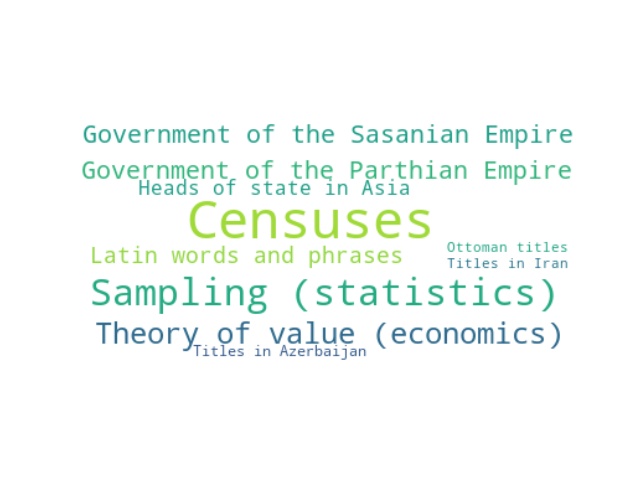 Government of the Sasanian Empire
Government of the Parthian Empire
Heads of state in Asia
Censuses
Latin words and phrases
Ottoman titles
Titles in Iran
Sampling (statistics)
Theory of value (economics)
Titles in Azerbaijan